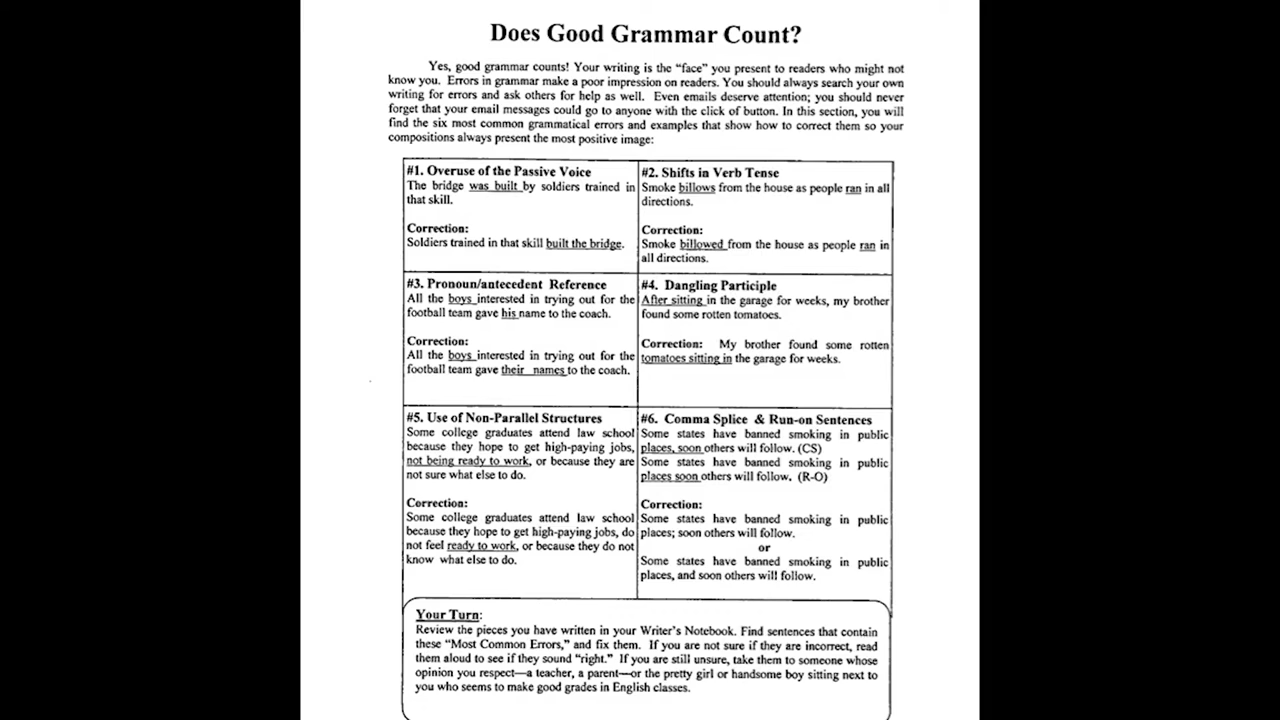 Does Good Grammar Count?
Yes, good grammar counts! Your writing is the “face” you present to readers who might not
know you. Errors in grammar make a poor impression on readers. You should always search your own
writing for errors and ask others for help as well. Even emails deserve attention; you should never
forget that your email messages could go to anyone with the click of button. In this section, you will
find the six most common grammatical errors and examples that show how to correct them so your
compositions always present the most positive image:
#1. Overuse of the Passive Voice
The bridge was built by soldiers trained in
that skill.
Correction:
Soldiers trained in that skill built the bridge.
#2. Shifts in Verb Tense
Smoke billows from the house as people ran in all
directions.
Correction:
Smoke billowed from the house as people ran in
all directions.
#3. Pronoun/antecedent Reference
All the boys interested in trying out for the
football team gave his name to the coach.
Correction:
All the boys interested in trying out for the
football team gave their names to the coach.
#4. Dangling Participle
After sitting in the garage for weeks, my brother
found some rotten tomatoes.
Correction: My brother found some rotten
tomatoes sitting in the garage for weeks.
#5. Use of Non-Parallel Structures
Some college graduates attend law school
because they hope to get high-paying jobs,
not being ready to work, or because they are
not sure what else to do.
Correction:
Some college graduates attend law school
because they hope to get high-paying jobs, do
not feel ready to work, or because they do not
know what else to do.
#6. Comma Splice & Run-on Sentences
Some states have banned smoking in public
places, soon others will follow. (CS)
Some states have banned smoking in public
places soon others will follow. (R-O)
Correction:
Some states have banned smoking in public
places; soon others will follow.
or
Some states have banned smoking in public
places, and soon others will follow.
Your Turn:
Review the pieces you have written in your Writer's Notebook. Find sentences that contain
these “Most Common Errors,” and fix them. If you are not sure if they are incorrect, read
them aloud to see if they sound “right.” If you are still unsure, take them to someone whose
opinion you respect—a teacher, a parent—or the pretty girl or handsome boy sitting next to
you who seems to make good grades in English classes.